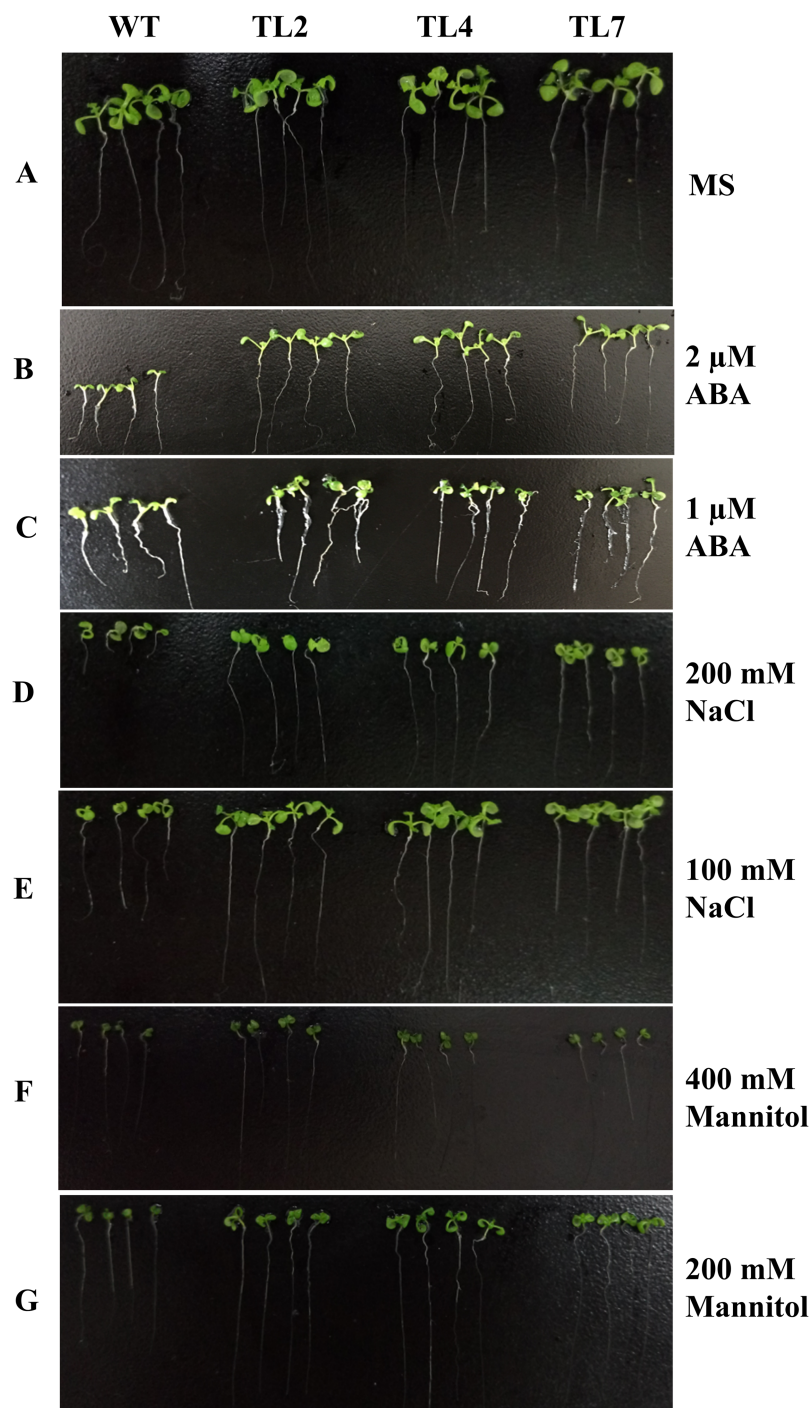 WT TL2 TL4 TL7
A
MS
B
2 µM
ABA
C
1 µM
ABA
D
200 mM
NaCl
E
100 mM
NaCl
F
400 mM
Mannitol
G
200 mM
Mannitol